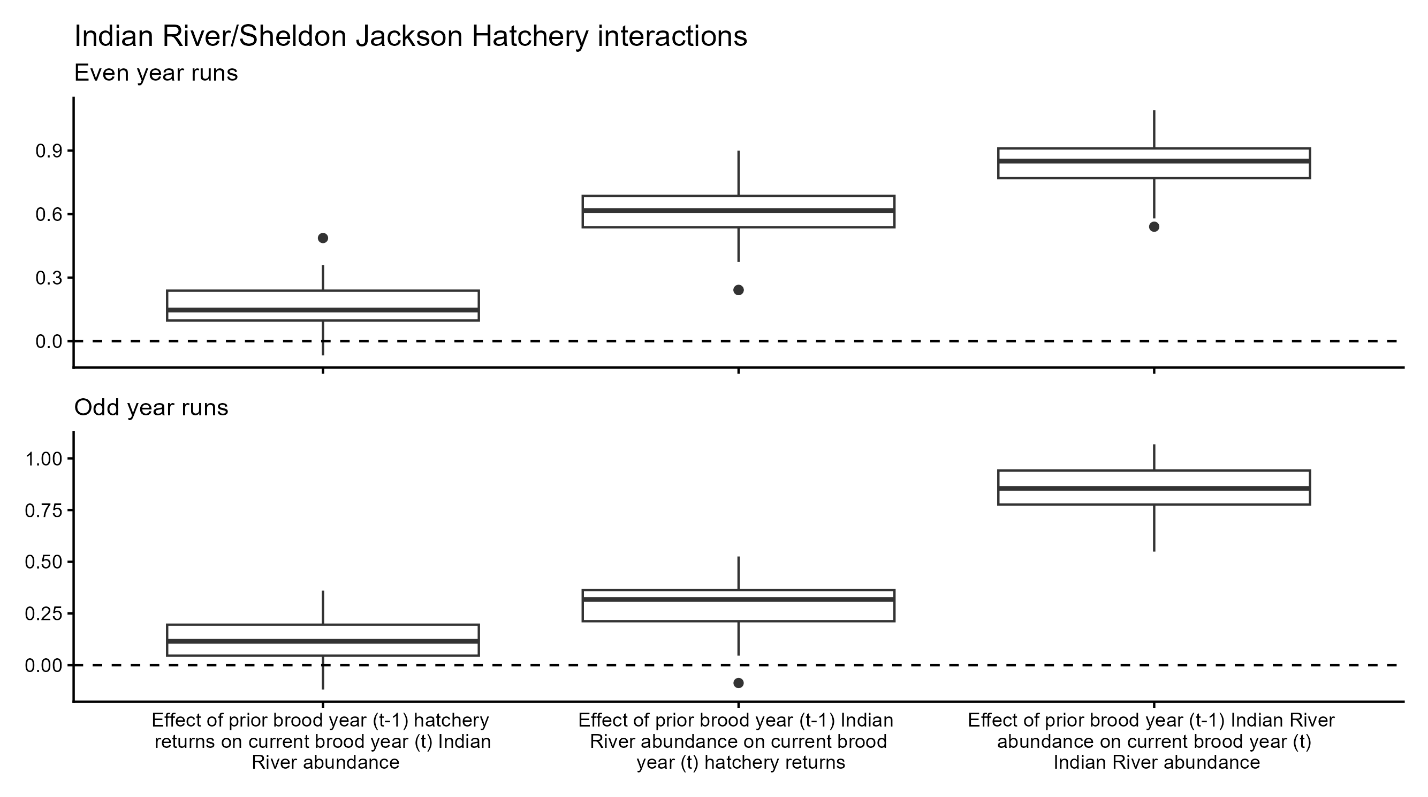 Indian River/Sheldon Jackson Hatchery interactions
Even year runs
0.9
0.6
0.3
0.0
Odd year runs
1.00
0.75
0.50
0.25
0.00
Effect of prior brood year (t-1) hatchery
returns on current brood year (t) Indian
River abundance
Effect of prior brood year (t-1) Indian
River abundance on current brood
year (t) hatchery returns
Effect of prior brood year (t-1) Indian River
abundance on current brood year (t)
Indian River abundance